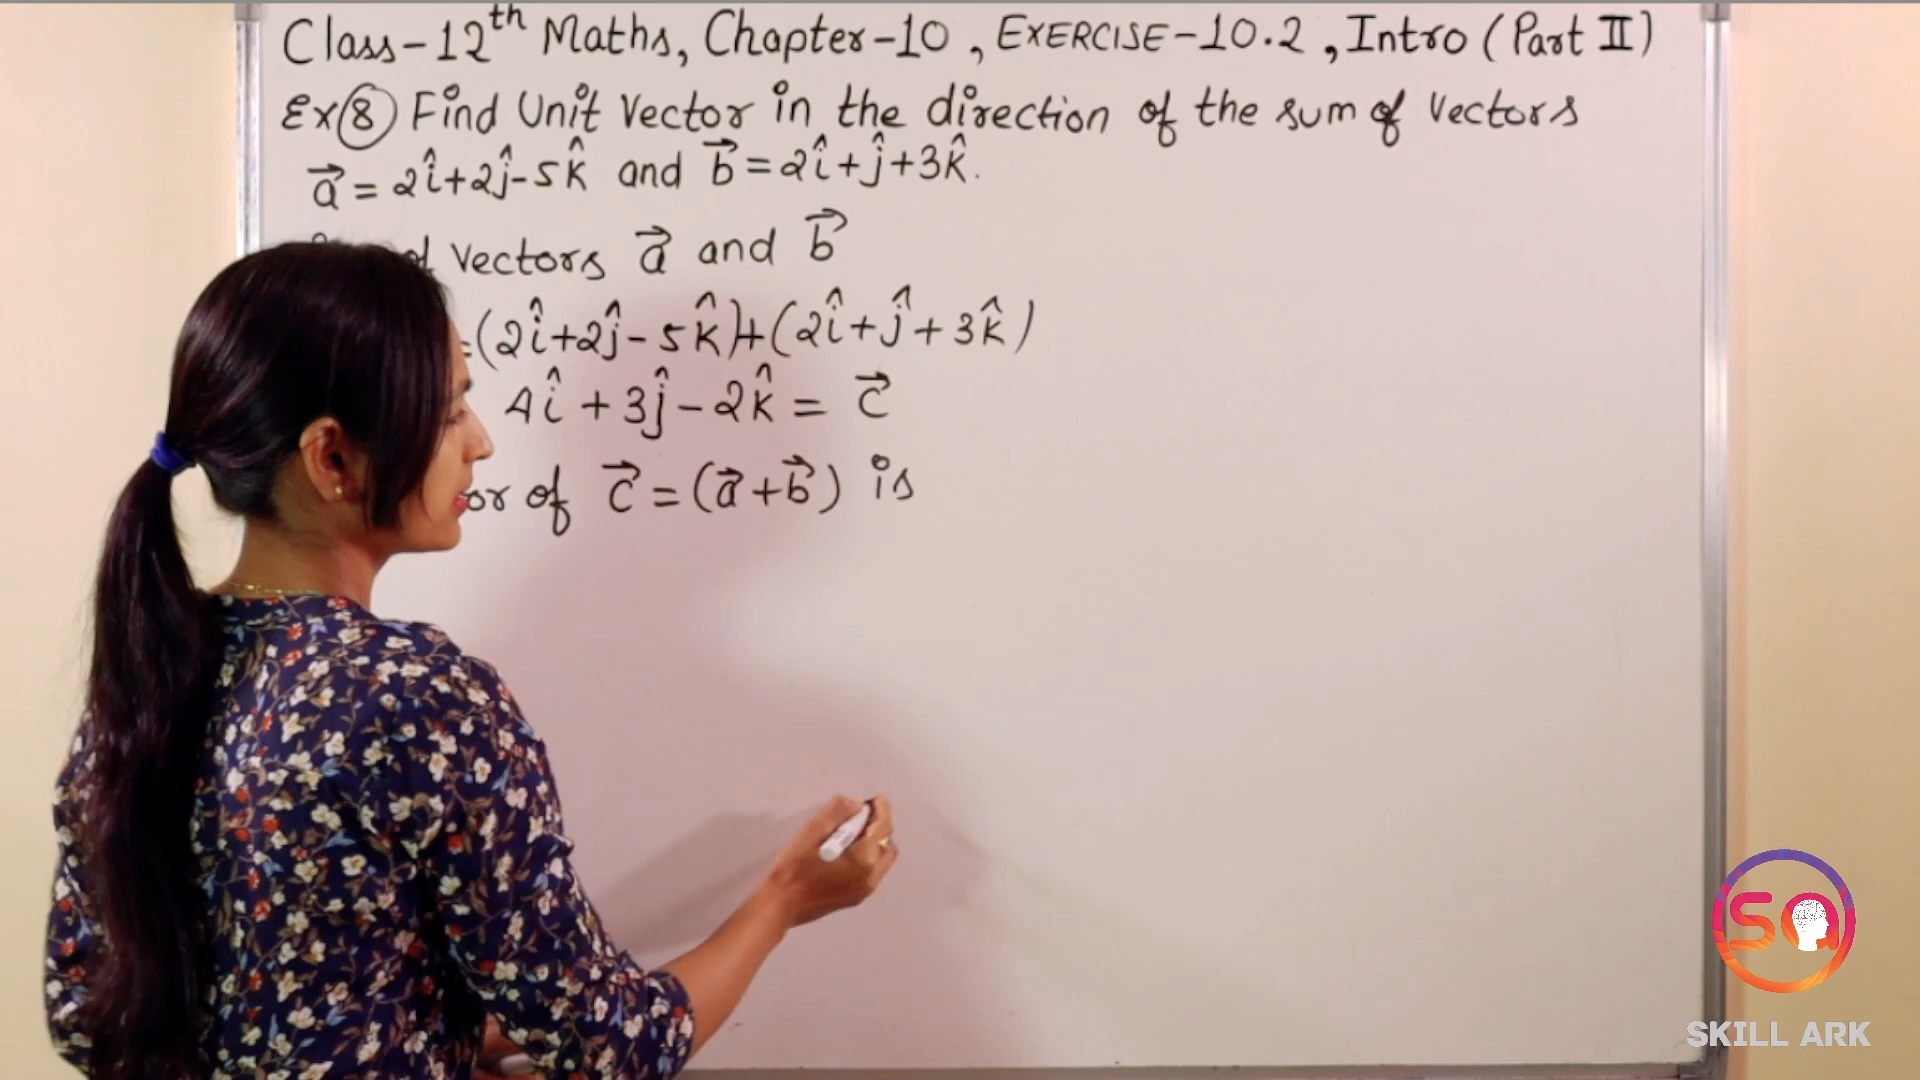 Class-12th Maths, Chapter-10, EXERCISE-10.2, Intro (Part II)
Ex 8 Find Unit Vector in the direction of the sum of Vectors
a⃗ = 2î+2ĵ-5k̂ and b⃗ = 2î+ĵ+3k̂.
Vectors a⃗ and b⃗
=(2î+2ĵ-5k̂)+(2î+ĵ+3k̂)
4î+3ĵ-2k̂ = c⃗
of c⃗ = (a⃗+b⃗) is
SA
SKILL ARK